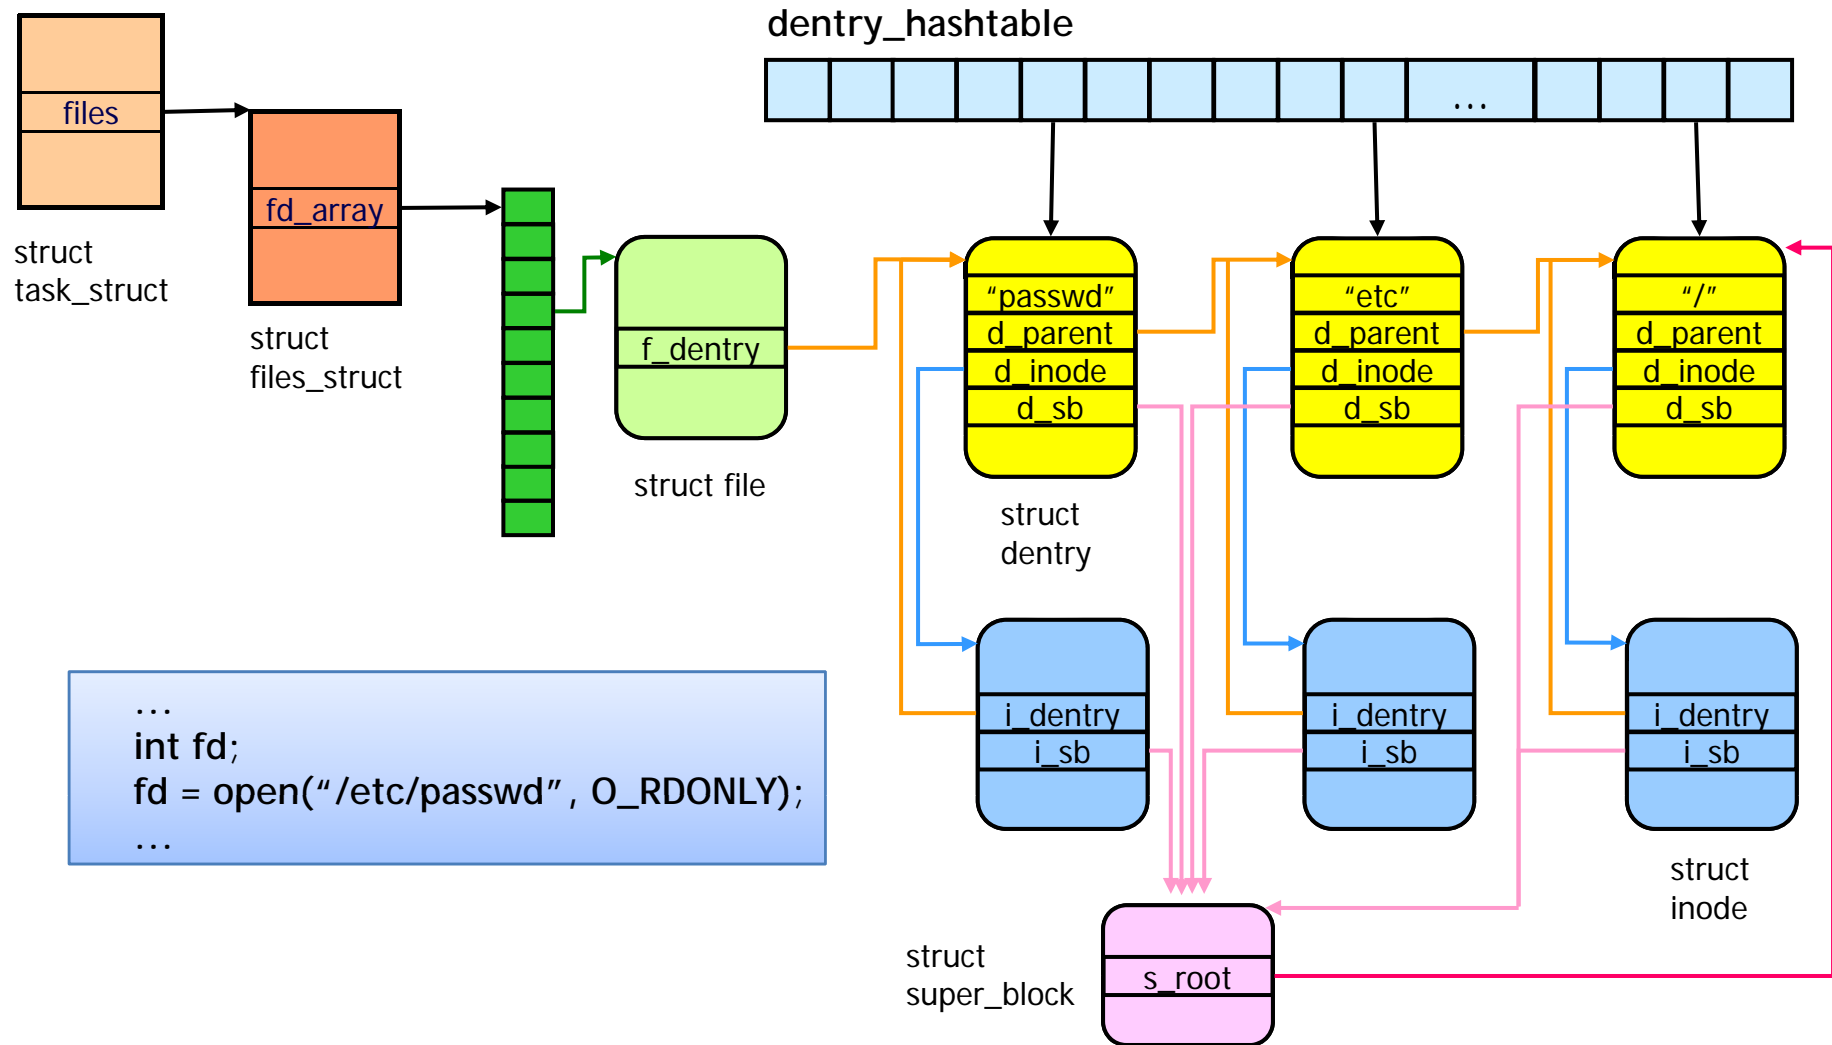 dentry_hashtable
...
files
struct
task_struct
fd_array
struct
files_struct
f_dentry
struct file
“passwd”
d_parent
d_inode
d_sb
“etc”
d_parent
d_inode
d_sb
“/”
d_parent
d_inode
d_sb
struct
dentry
i_dentry
i_sb
i_dentry
i_sb
i_dentry
i_sb
struct
inode
...
int fd;
fd = open(“/etc/passwd”, O_RDONLY);
...
struct
super_block
s_root